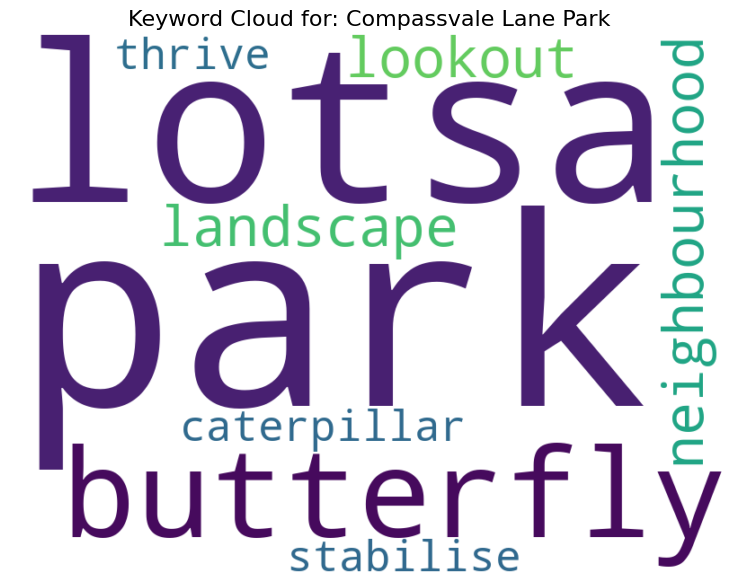 Keyword Cloud for: Compassvale Lane Park
thrive
lookout
lotsa
neighbourhood
landscape
park
caterpillar
butterfly
stabilise